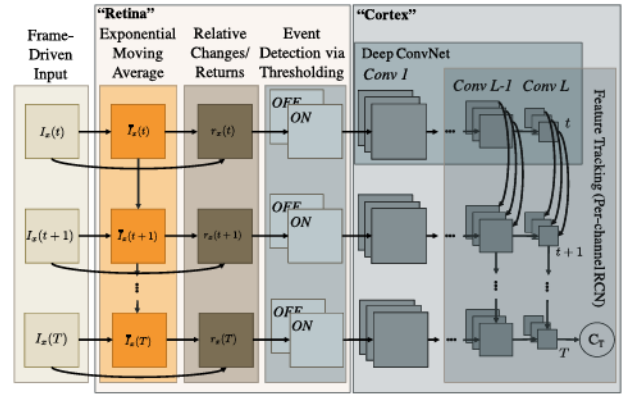 “Retina”
“Cortex”
Frame-
Driven
Input
Exponential
Moving
Average
Relative
Changes/
Returns
Event
Detection via
Thresholding
Deep ConvNet
Conv 1
Conv L-1
Conv L
Feature Tracking (Per-channel RCN)
Iₓ(t)
Īₓ(t)
rₓ(t)
OFF
ON
...
t
Iₓ(t+1)
Īₓ(t+1)
rₓ(t+1)
OFF
ON
...
t+1
Iₓ(T)
Īₓ(T)
rₓ(T)
OFF
ON
...
T
C_T